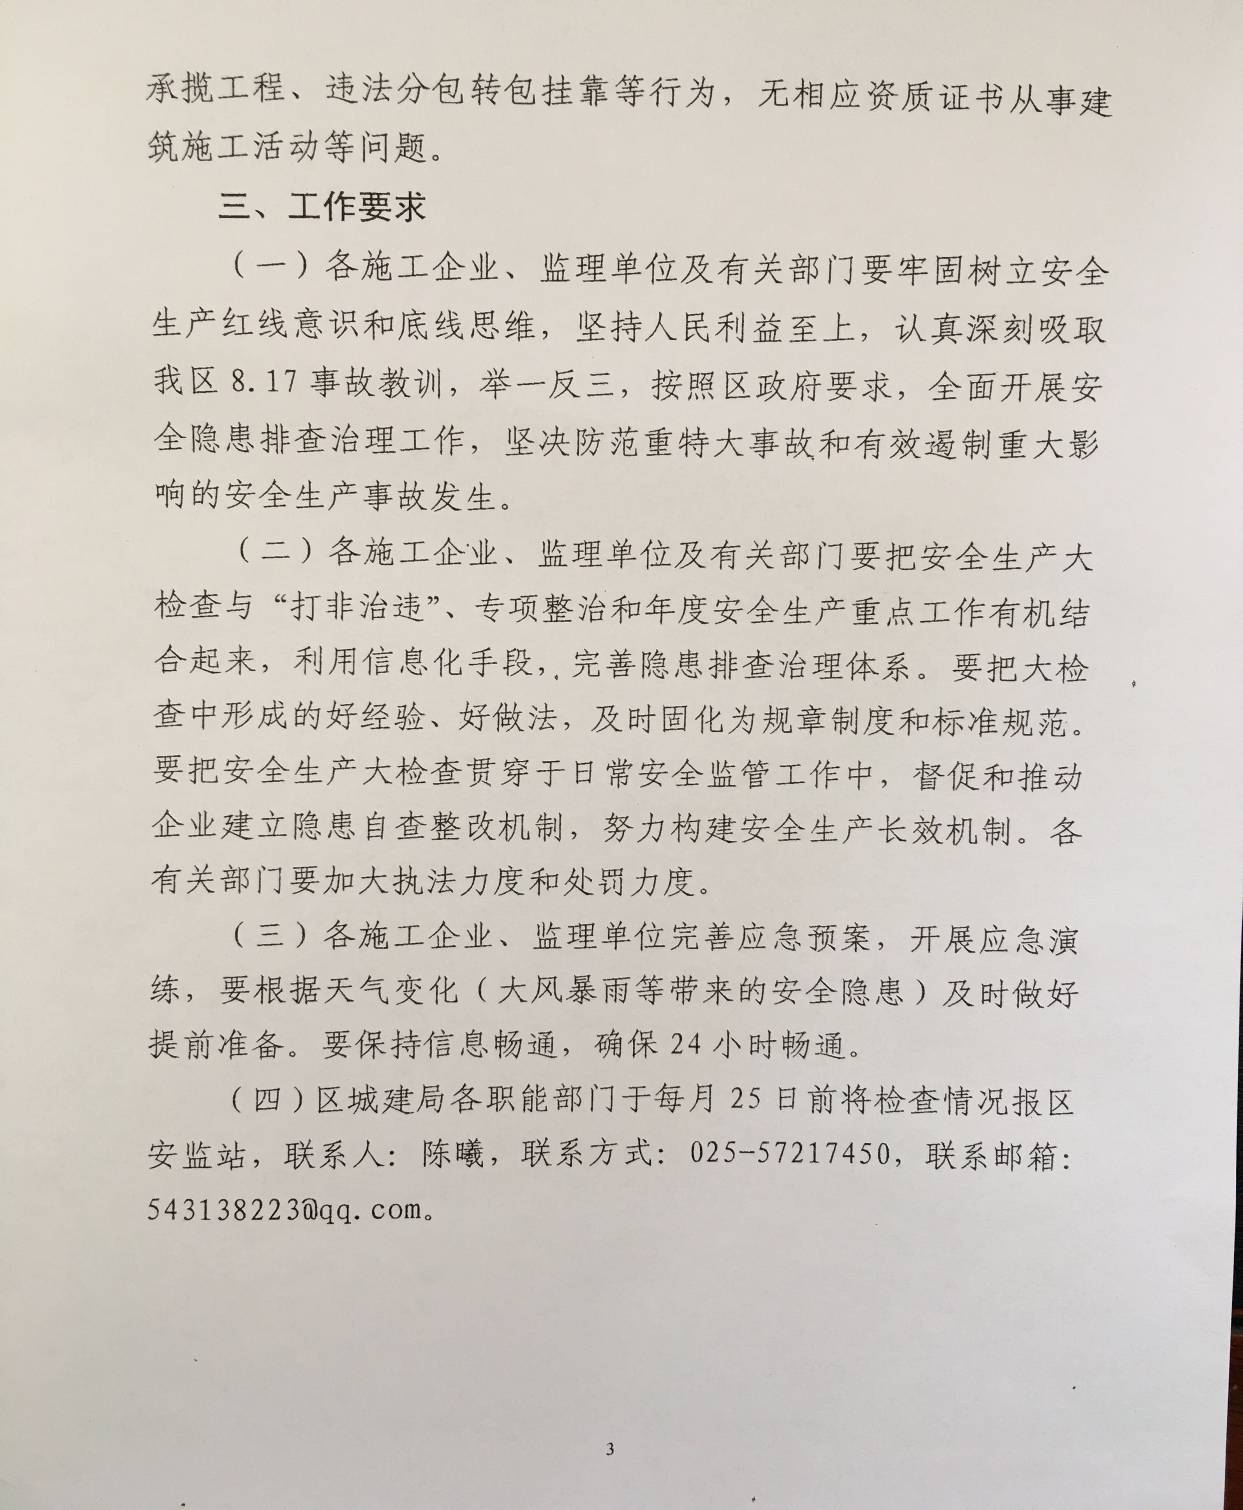 承揽工程、违法分包转包挂靠等行为，无相应资质证书从事建
筑施工活动等问题。
三、工作要求
（一）各施工企业、监理单位及有关部门要牢固树立安全
生产红线意识和底线思维，坚持人民利益至上，认真深刻吸取
我区 8.17 事故教训，举一反三，按照区政府要求，全面开展安
全隐患排查治理工作，坚决防范重特大事故和有效遏制重大影
响的安全生产事故发生。
（二）各施工企业、监理单位及有关部门要把安全生产大
检查与“打非治违”、专项整治和年度安全生产重点工作有机结
合起来，利用信息化手段，完善隐患排查治理体系。要把大检
查中形成的好经验、好做法，及时固化为规章制度和标准规范。
要把安全生产大检查贯穿于日常安全监管工作中，督促和推动
企业建立隐患自查整改机制，努力构建安全生产长效机制。各
有关部门要加大执法力度和处罚力度。
（三）各施工企业、监理单位完善应急预案，开展应急演
练，要根据天气变化（大风暴雨等带来的安全隐患）及时做好
提前准备。要保持信息畅通，确保 24 小时畅通。
（四）区城建局各职能部门于每月 25 日前将检查情况报区
安监站，联系人：陈曦，联系方式：025-57217450，联系邮箱：
543138223@qq.com。
3